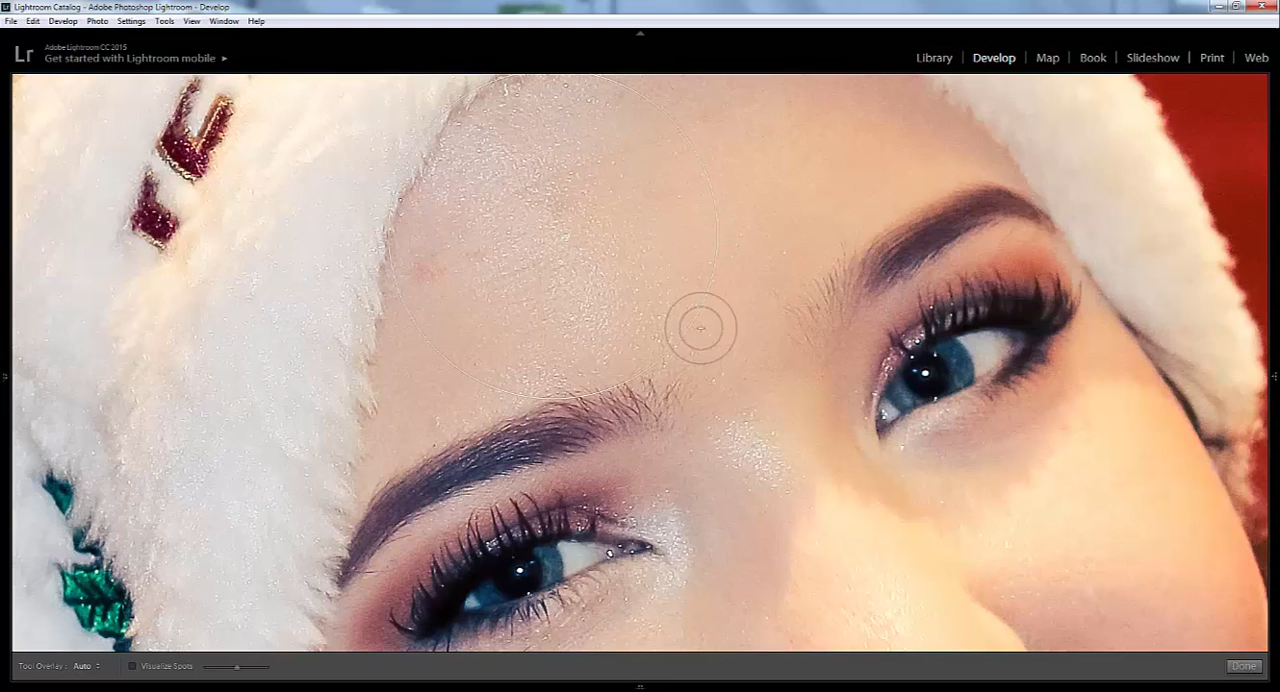 Lr Lightroom Catalog - Adobe Photoshop Lightroom - Develop
File Edit Develop Photo Settings Tools View Window Help
Lr
Adobe Lightroom CC 2015
Get started with Lightroom mobile
Library | Develop | Map | Book | Slideshow | Print | Web
Tool Overlay : Auto
Visualize Spots
Done